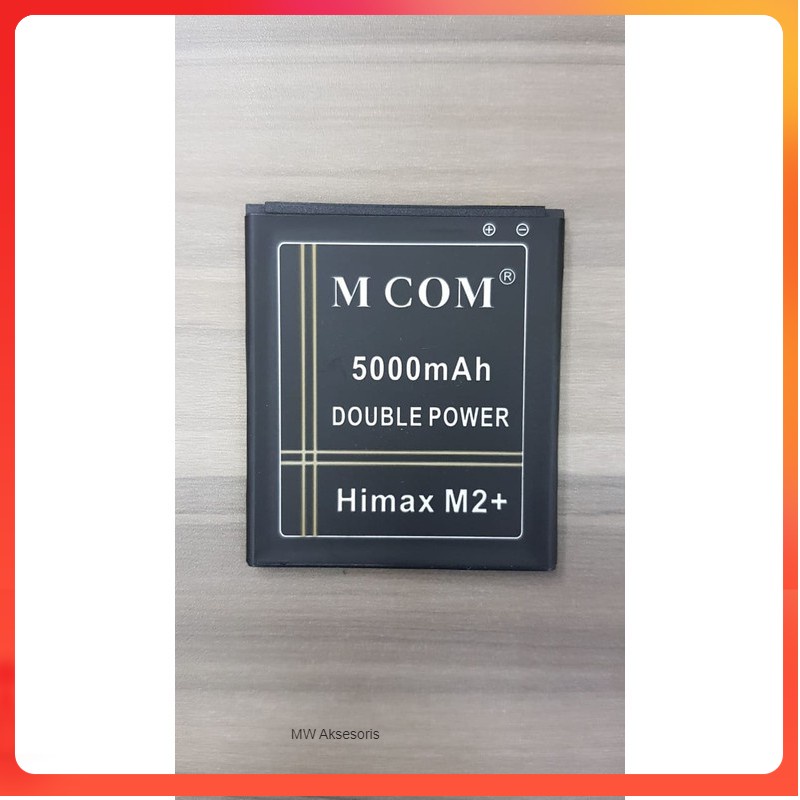 ⊕ ⊖
M COM®
5000mAh
DOUBLE POWER
Himax M2+
MW Aksesoris